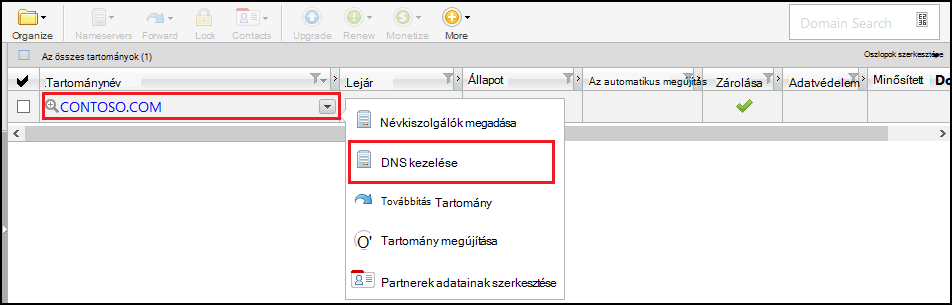 Organize Nameservers Forward Lock Contacts Upgrade Renew Monetize More Domain Search
Az összes tartományok (1) Oszlopok szerkesztése
.Tartománynév .Lejár Állapot Az automatikus megújítás Zárolása Adatvédelem Minősített Do
CONTOSO.COM
Névkiszolgálók megadása
DNS kezelése
Továbbítás Tartomány
Tartomány megújítása
Partnerek adatainak szerkesztése